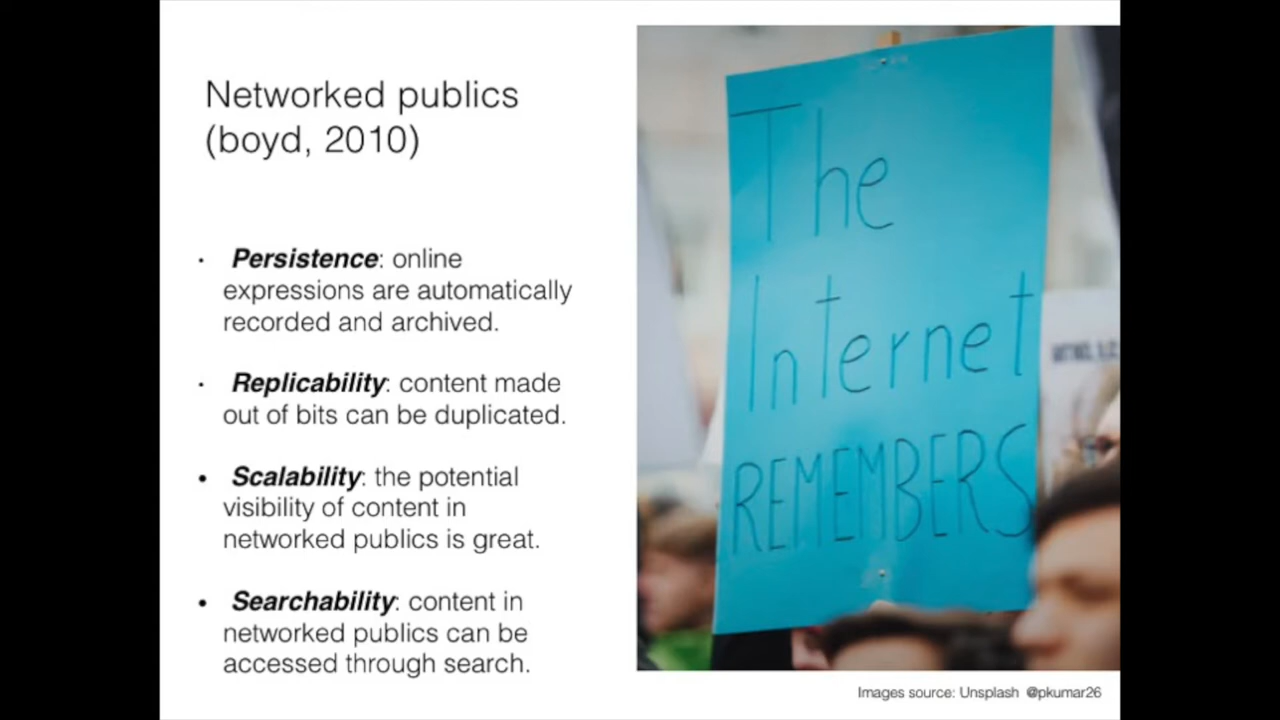 Networked publics
(boyd, 2010)
· Persistence: online
expressions are automatically
recorded and archived.
· Replicability: content made
out of bits can be duplicated.
• Scalability: the potential
visibility of content in
networked publics is great.
• Searchability: content in
networked publics can be
accessed through search.
The
Internet
REMEMBERS
Images source: Unsplash @pkumar26